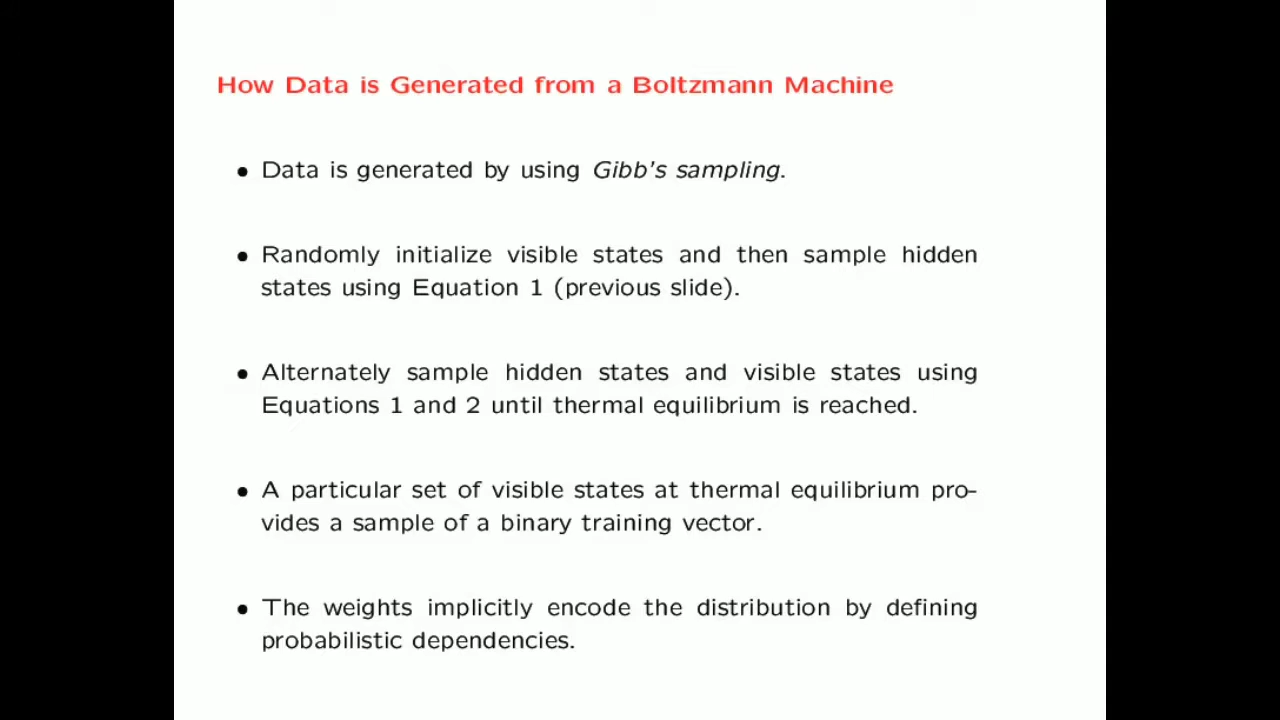 How Data is Generated from a Boltzmann Machine
• Data is generated by using Gibb's sampling.
• Randomly initialize visible states and then sample hidden
states using Equation 1 (previous slide).
• Alternately sample hidden states and visible states using
Equations 1 and 2 until thermal equilibrium is reached.
• A particular set of visible states at thermal equilibrium pro-
vides a sample of a binary training vector.
• The weights implicitly encode the distribution by defining
probabilistic dependencies.